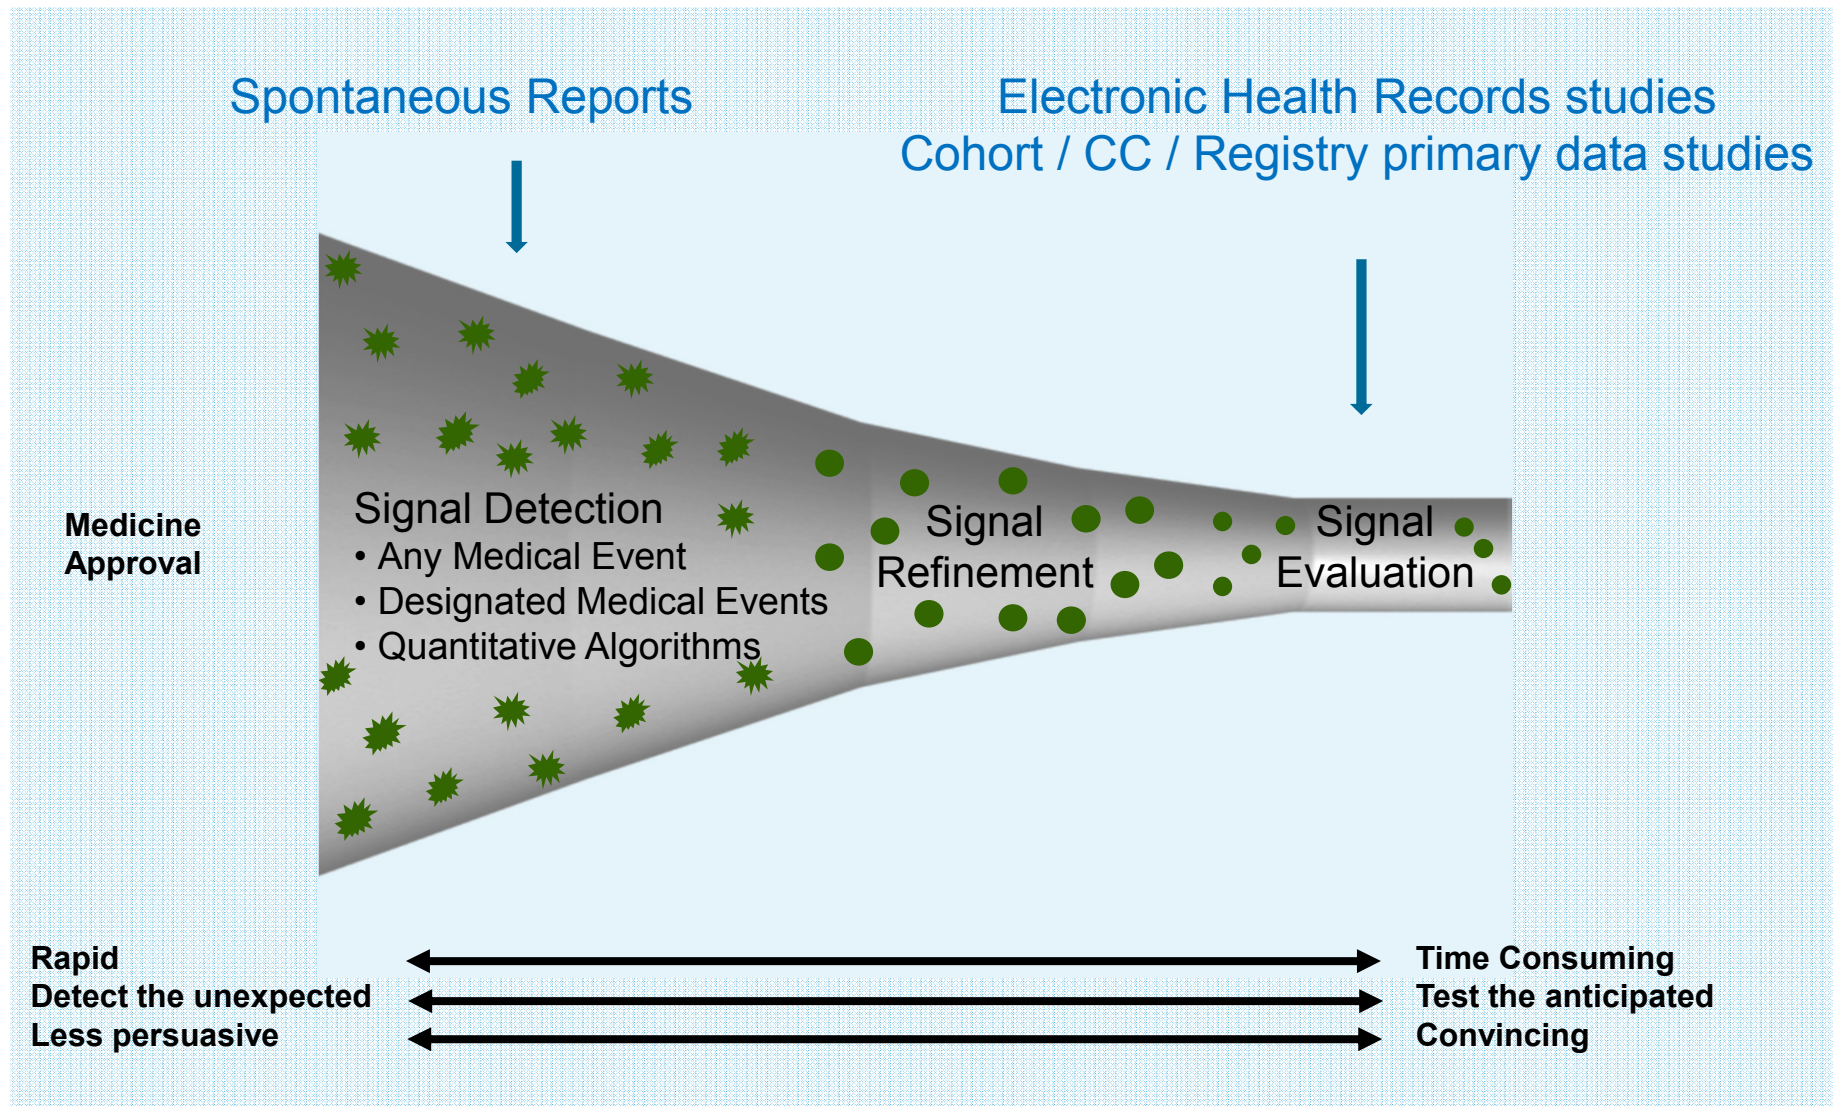 Spontaneous Reports
Electronic Health Records studies
Cohort / CC / Registry primary data studies
Medicine
Approval
Signal Detection
• Any Medical Event
• Designated Medical Events
• Quantitative Algorithms
Signal
Refinement
Signal
Evaluation
Rapid
Detect the unexpected
Less persuasive
Time Consuming
Test the anticipated
Convincing